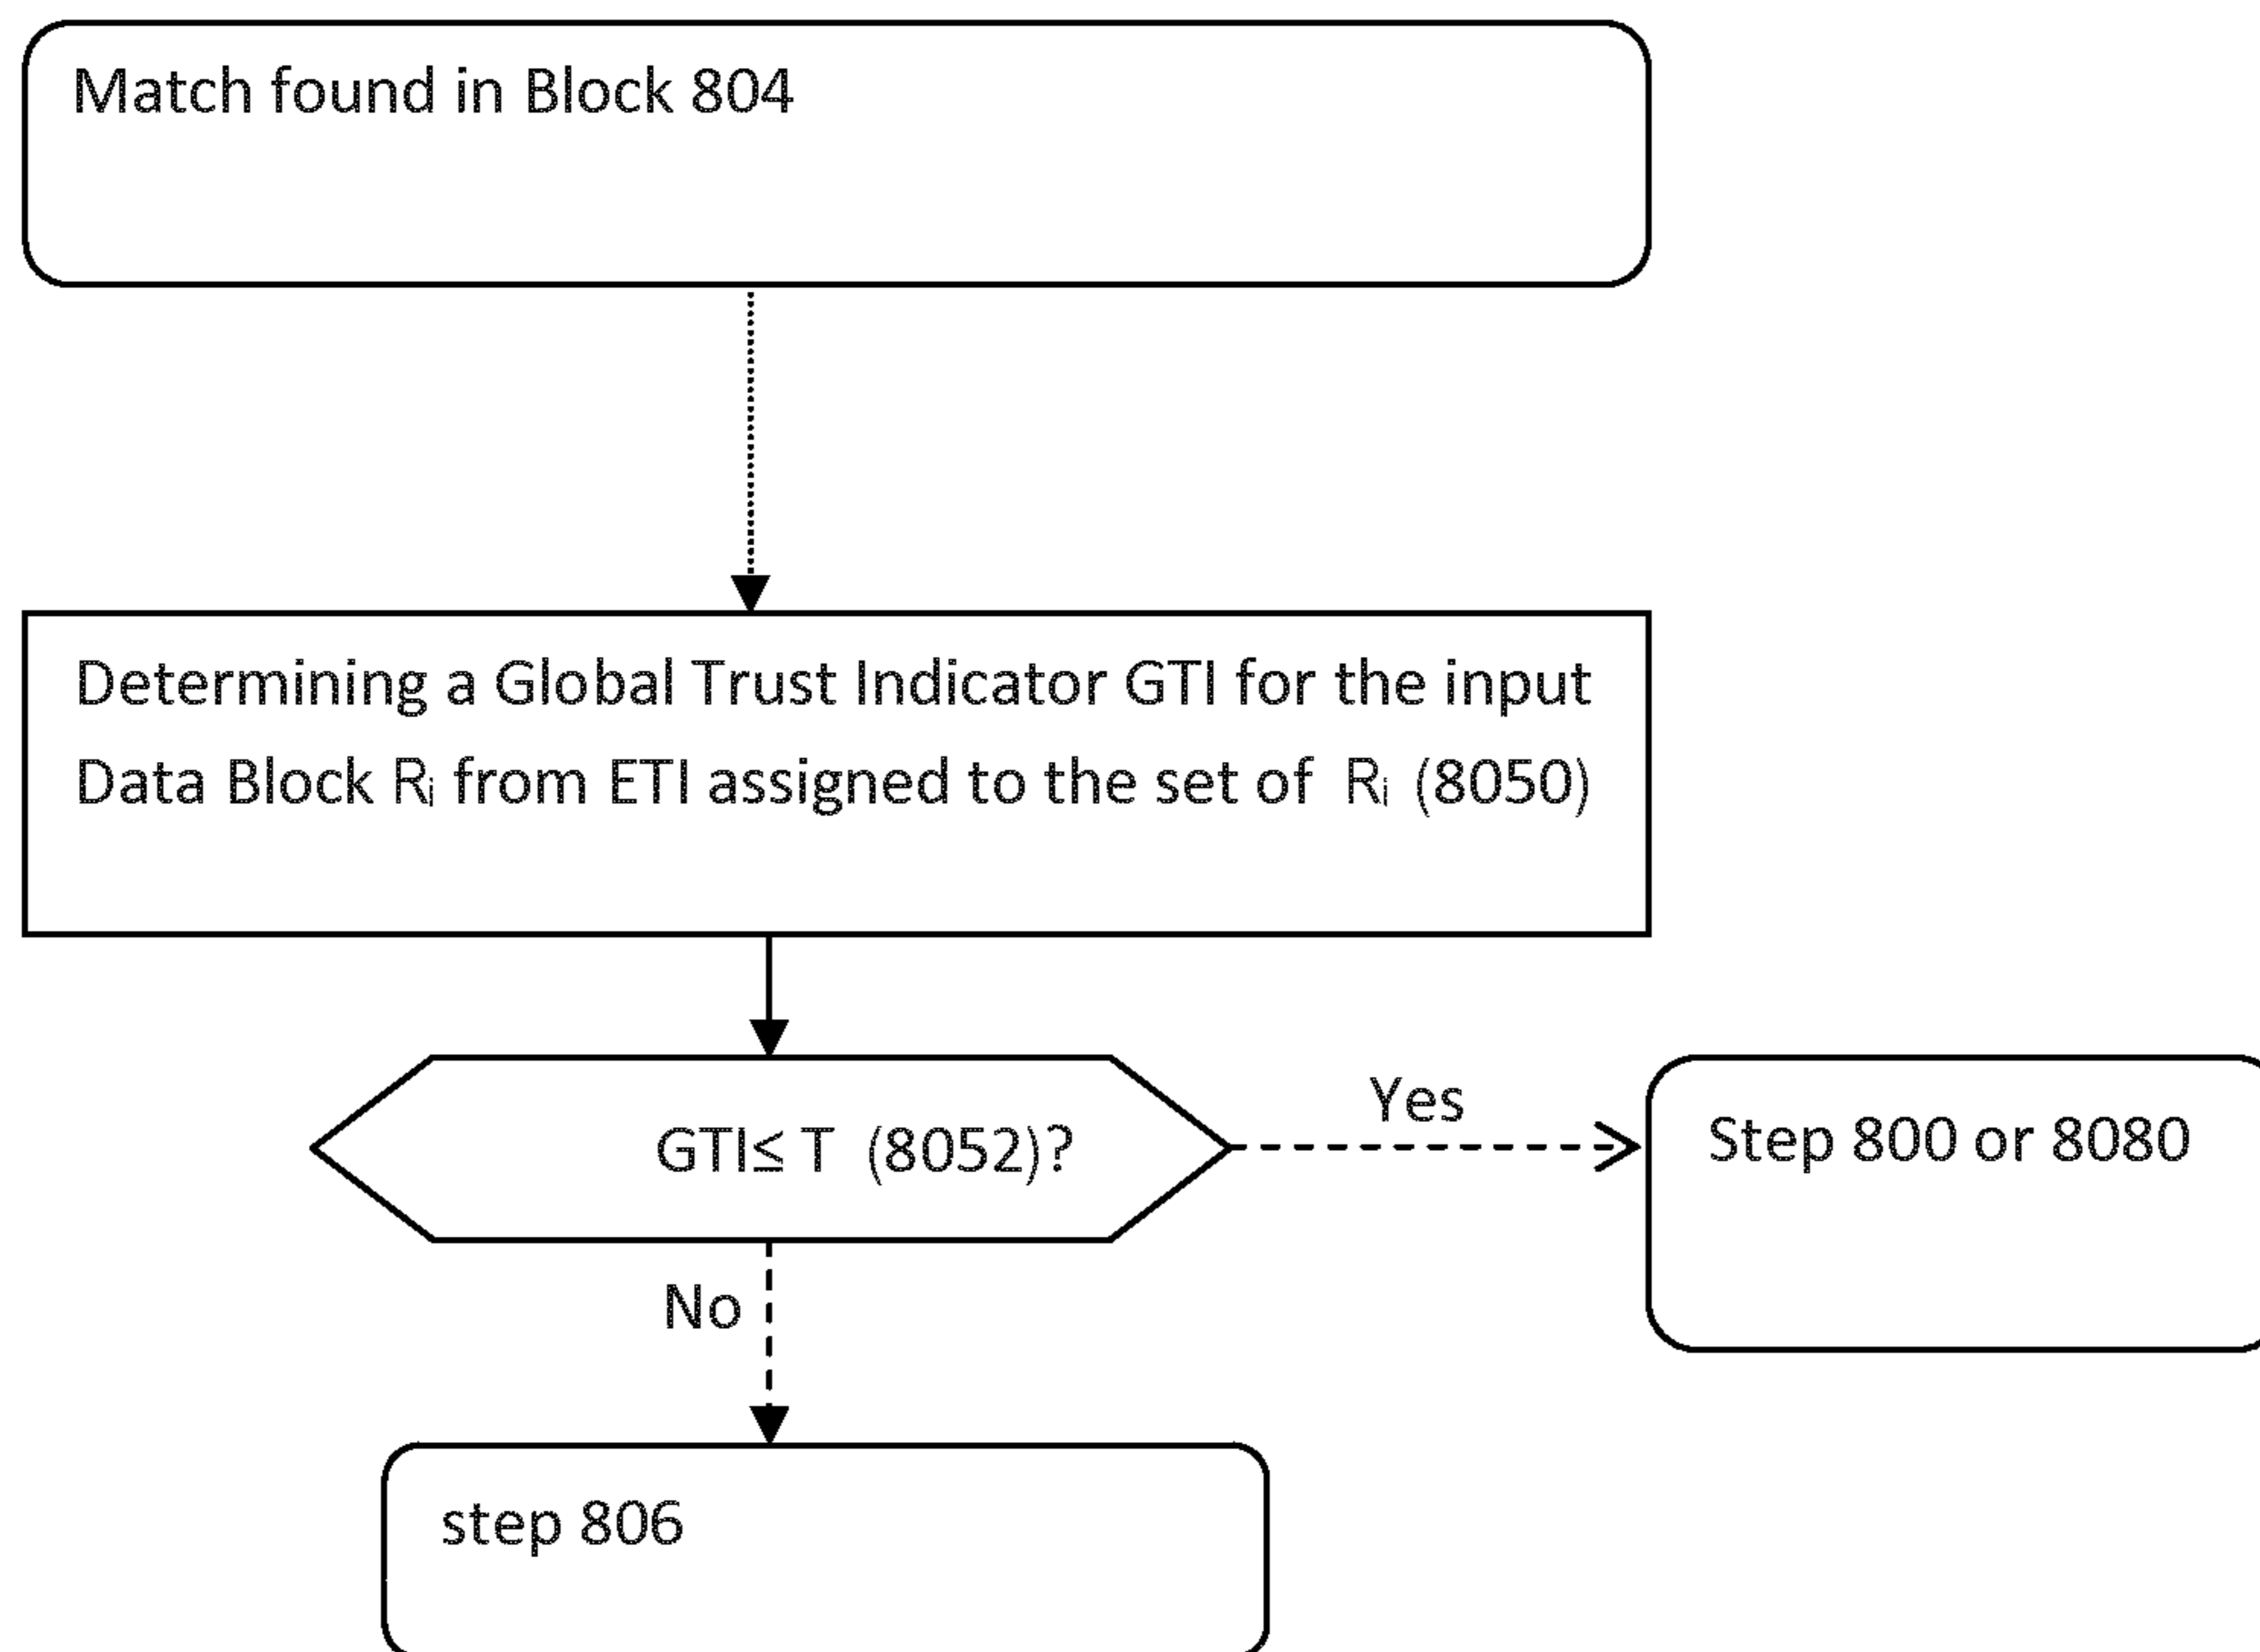 Match found in Block 804
Determining a Global Trust Indicator GTI for the input
Data Block Ri from ETI assigned to the set of Ri (8050)
GTI≤ T (8052)?
Yes
Step 800 or 8080
No
step 806